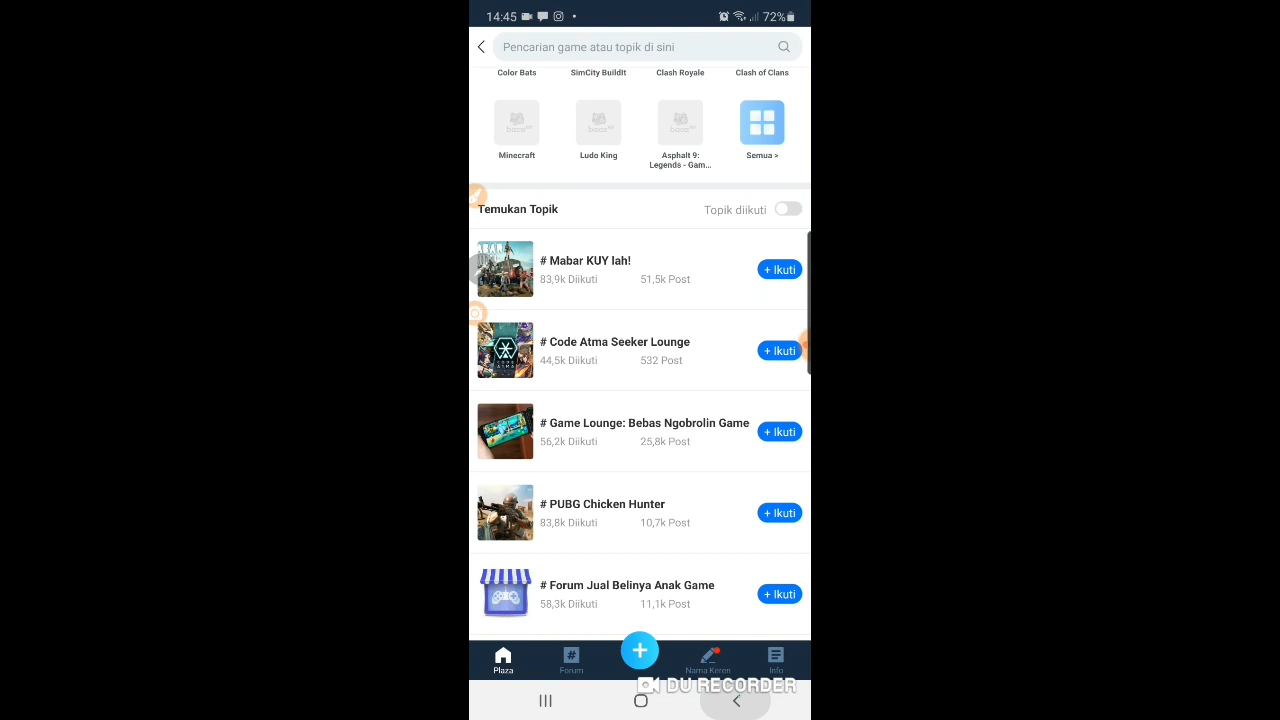 14:45
72%
Pencarian game atau topik di sini
Color Bats
SimCity BuildIt
Clash Royale
Clash of Clans
Minecraft
Ludo King
Asphalt 9:
Legends - Gam...
Semua >
Temukan Topik
Topik diikuti
# Mabar KUY lah!
83,9k Diikuti
51,5k Post
+ Ikuti
CODE ATMA
# Code Atma Seeker Lounge
44,5k Diikuti
532 Post
+ Ikuti
# Game Lounge: Bebas Ngobrolin Game
56,2k Diikuti
25,8k Post
+ Ikuti
# PUBG Chicken Hunter
83,8k Diikuti
10,7k Post
+ Ikuti
# Forum Jual Belinya Anak Game
58,3k Diikuti
11,1k Post
+ Ikuti
Plaza
Forum
Nama Keren
Info
DU RECORDER